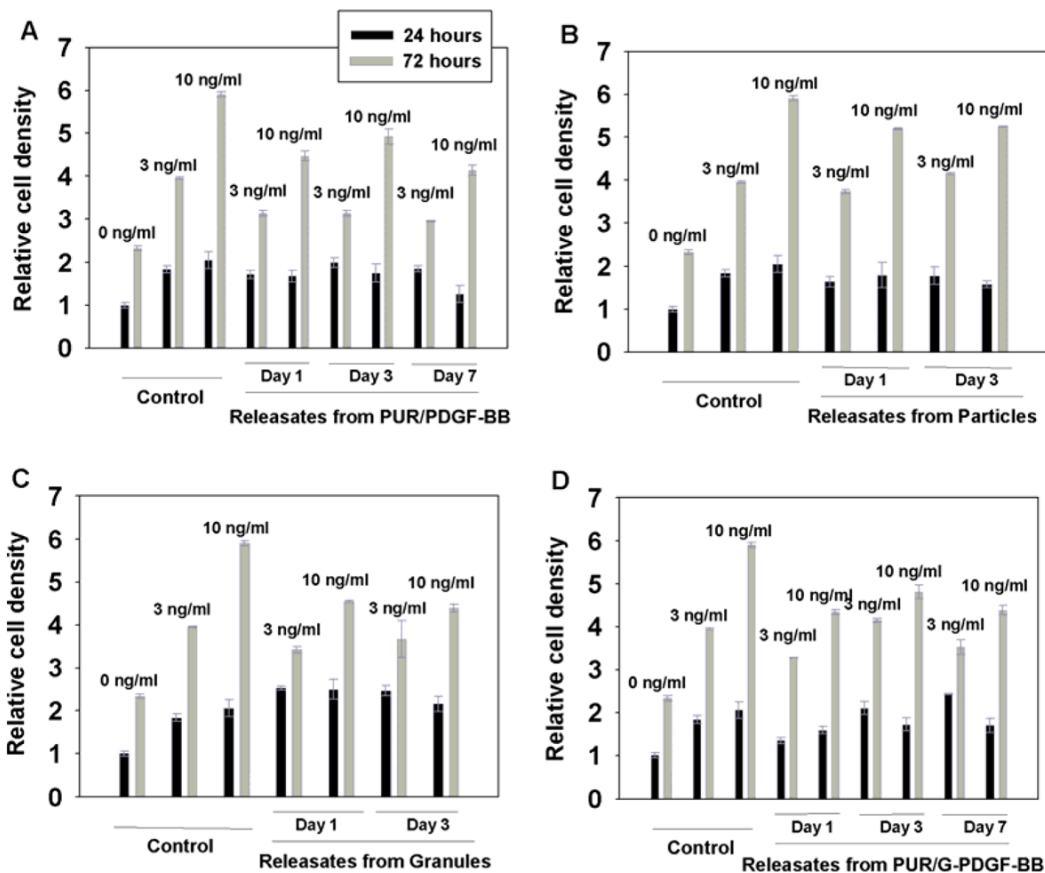 A
24 hours
72 hours
7
6
5
4
3
2
1
0
Relative cell density
0 ng/ml
3 ng/ml
10 ng/ml
3 ng/ml
10 ng/ml
3 ng/ml
10 ng/ml
3 ng/ml
10 ng/ml
Day 1
Day 3
Day 7
Control
Releasates from PUR/PDGF-BB
B
7
6
5
4
3
2
1
0
Relative cell density
0 ng/ml
3 ng/ml
10 ng/ml
3 ng/ml
10 ng/ml
3 ng/ml
10 ng/ml
Day 1
Day 3
Control
Releasates from Particles
C
7
6
5
4
3
2
1
0
Relative cell density
0 ng/ml
3 ng/ml
10 ng/ml
3 ng/ml
10 ng/ml
3 ng/ml
10 ng/ml
Day 1
Day 3
Control
Releasates from Granules
D
7
6
5
4
3
2
1
0
Relative cell density
0 ng/ml
3 ng/ml
10 ng/ml
3 ng/ml
10 ng/ml
3 ng/ml
10 ng/ml
3 ng/ml
10 ng/ml
Day 1
Day 3
Day 7
Control
Releasates from PUR/G-PDGF-BB